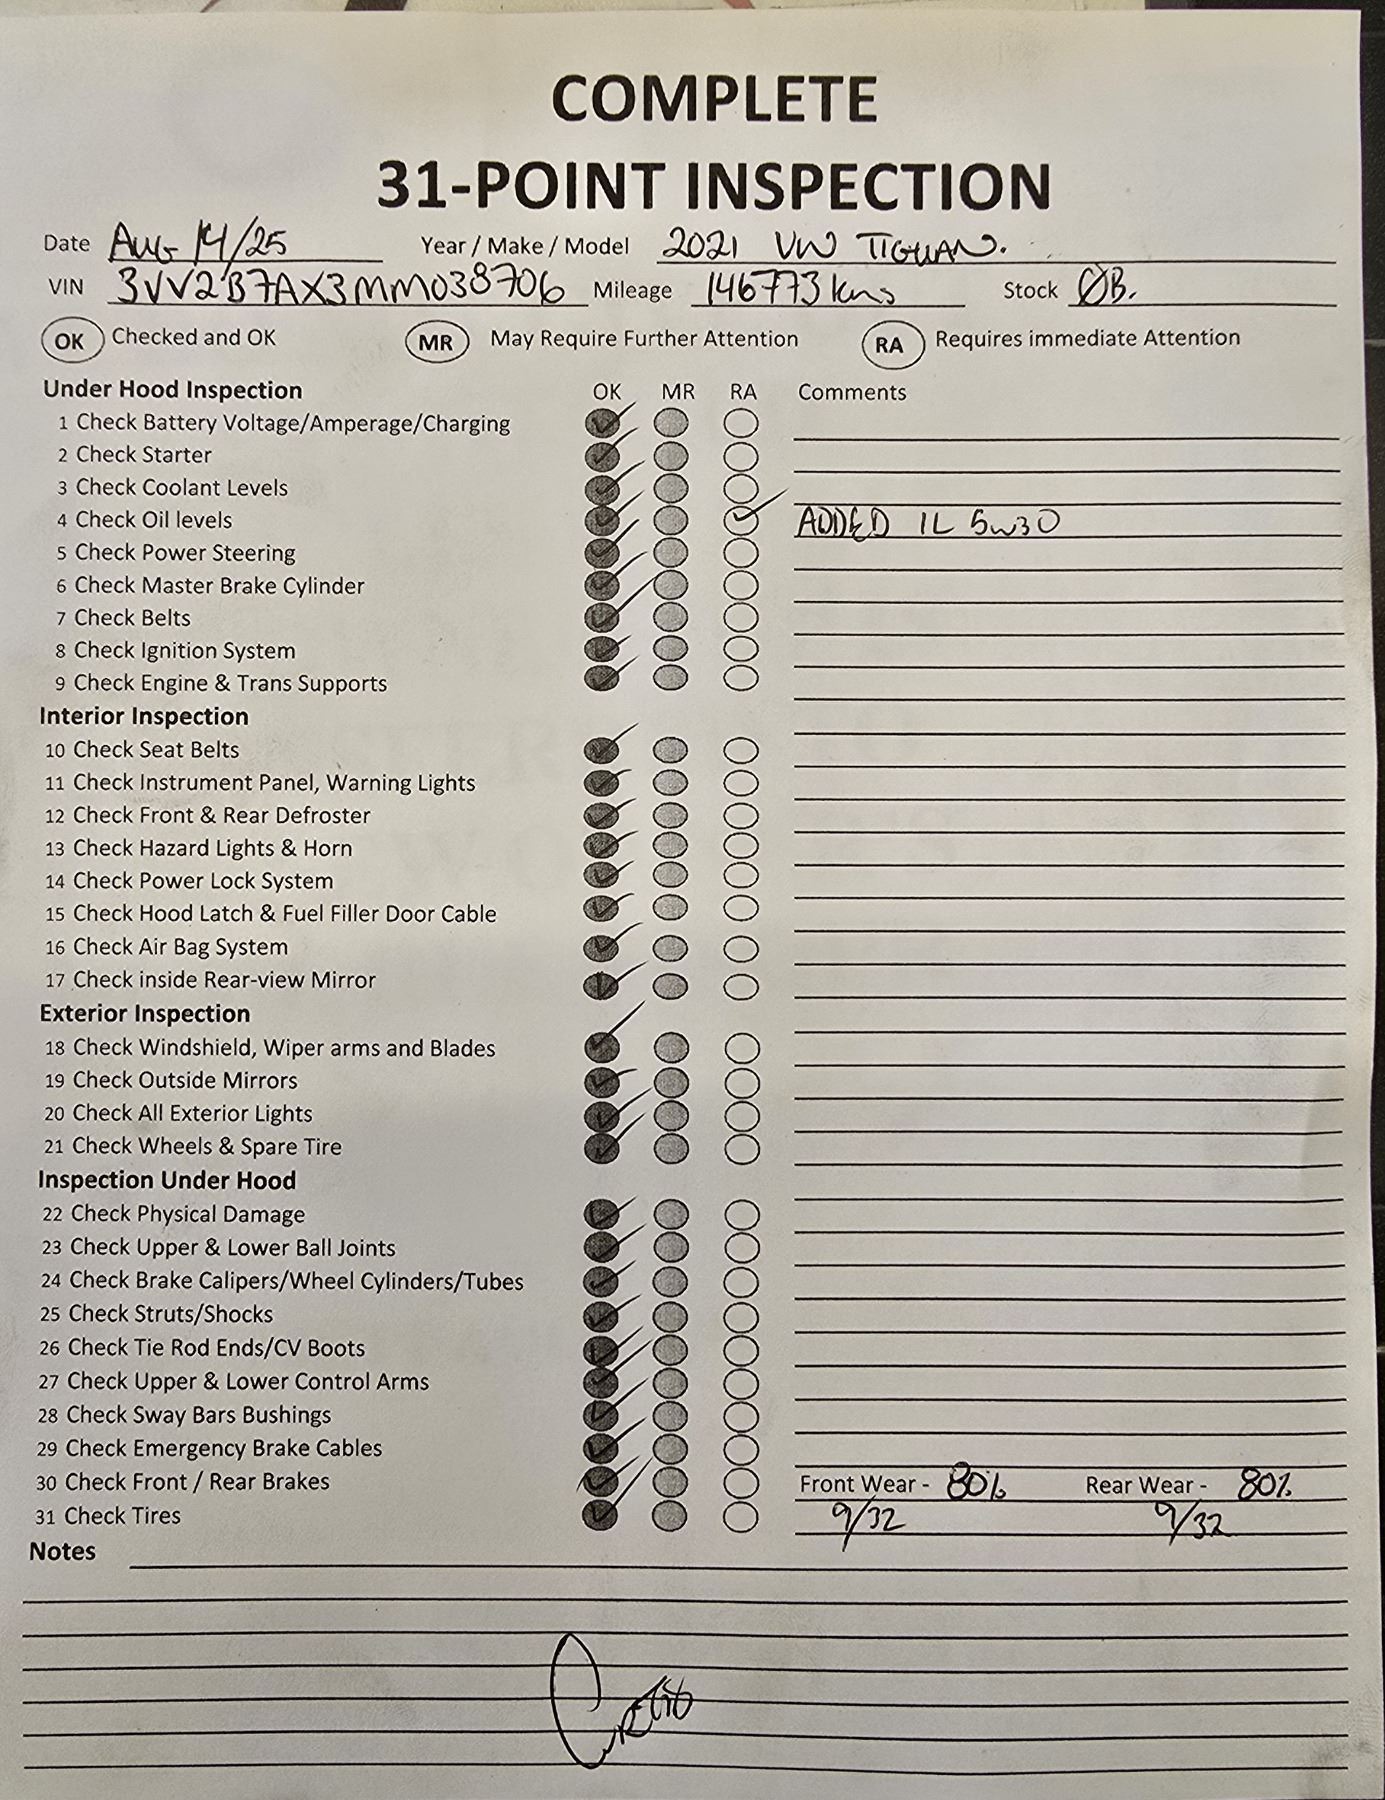 COMPLETE
31-POINT INSPECTION
Date Aug 14/25 Year / Make / Model 2021 VW TIGUAN.
VIN 3VV2B7AX3MM038706 Mileage 146773 kms Stock ØB.
OK Checked and OK MR May Require Further Attention RA Requires immediate Attention
Under Hood Inspection OK MR RA Comments
1 Check Battery Voltage/Amperage/Charging
2 Check Starter
3 Check Coolant Levels
4 Check Oil levels ADDED 1L 5w30
5 Check Power Steering
6 Check Master Brake Cylinder
7 Check Belts
8 Check Ignition System
9 Check Engine & Trans Supports
Interior Inspection
10 Check Seat Belts
11 Check Instrument Panel, Warning Lights
12 Check Front & Rear Defroster
13 Check Hazard Lights & Horn
14 Check Power Lock System
15 Check Hood Latch & Fuel Filler Door Cable
16 Check Air Bag System
17 Check inside Rear-view Mirror
Exterior Inspection
18 Check Windshield, Wiper arms and Blades
19 Check Outside Mirrors
20 Check All Exterior Lights
21 Check Wheels & Spare Tire
Inspection Under Hood
22 Check Physical Damage
23 Check Upper & Lower Ball Joints
24 Check Brake Calipers/Wheel Cylinders/Tubes
25 Check Struts/Shocks
26 Check Tie Rod Ends/CV Boots
27 Check Upper & Lower Control Arms
28 Check Sway Bars Bushings
29 Check Emergency Brake Cables
30 Check Front / Rear Brakes Front Wear - 80% Rear Wear - 80%
31 Check Tires 9/32 9/32
Notes